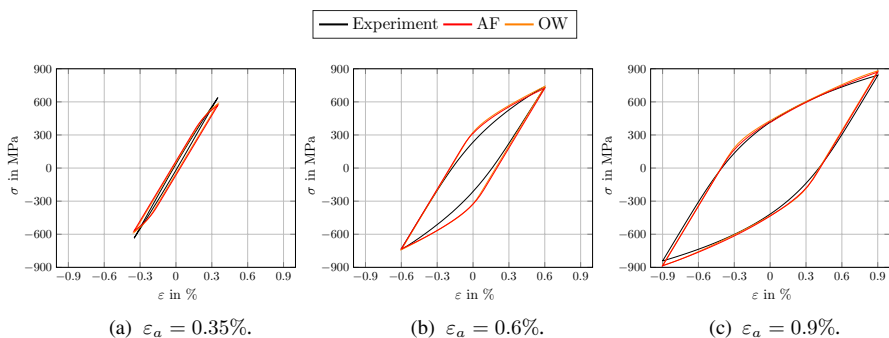 Experiment AF OW
900
600
300
0
−300
−600
−900
−0.9 −0.6 −0.3 0 0.3 0.6 0.9
σ in MPa
ε in %
(a) εₐ = 0.35%.
900
600
300
0
−300
−600
−900
−0.9 −0.6 −0.3 0 0.3 0.6 0.9
σ in MPa
ε in %
(b) εₐ = 0.6%.
900
600
300
0
−300
−600
−900
−0.9 −0.6 −0.3 0 0.3 0.6 0.9
σ in MPa
ε in %
(c) εₐ = 0.9%.